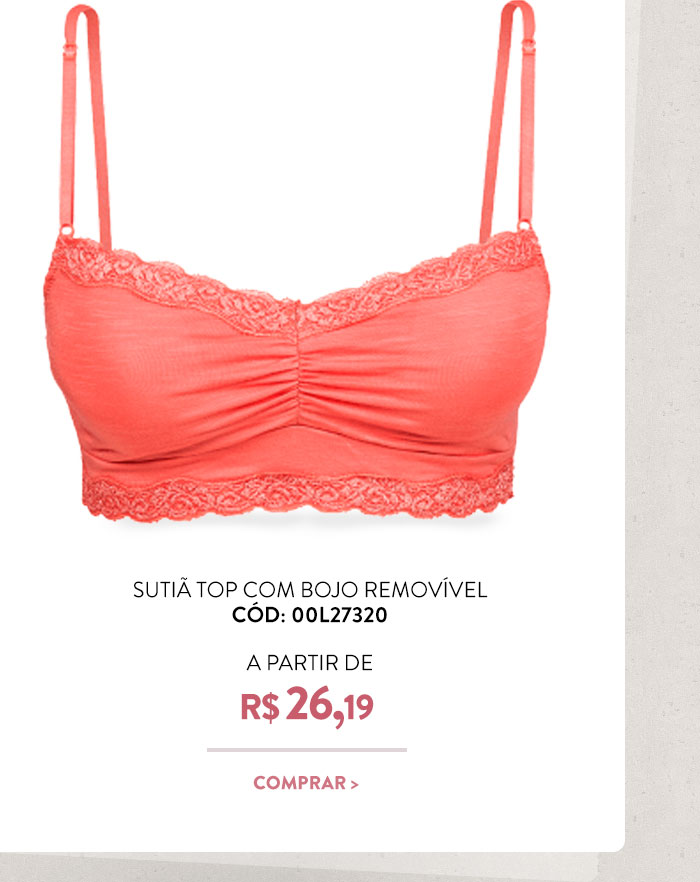 SUTIÃ TOP COM BOJO REMOVÍVEL
CÓD: 00L27320
A PARTIR DE
R$ 26,19
COMPRAR >